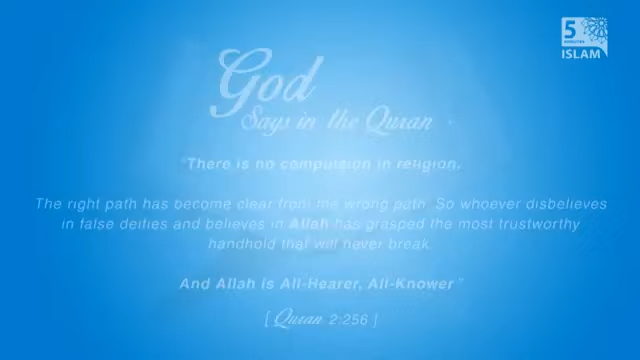 5
MINUTES
ISLAM
God
Says in the Quran
"There is no compulsion in religion.
The right path has become clear from the wrong path. So whoever disbelieves
in false deities and believes in Allah has grasped the most trustworthy
handhold that will never break.
And Allah is All-Hearer, All-Knower"
[ Quran 2:256 ]